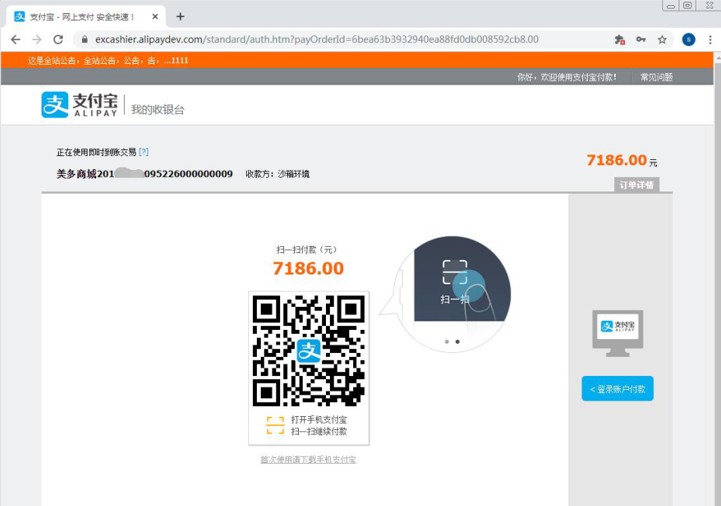 支付宝 - 网上支付 安全快速！
excashier.alipaydev.com/standard/auth.htm?payOrderId=6bea63b3932940ea88fd0db008592cb8.00
S
这是全站公告，全站公告，公告，告，...1111
你好，欢迎使用支付宝付款！ 常见问题
支 支付宝 ALIPAY 我的收银台
正在使用即时到账交易 [?]
7186.00 元
美多商城201 095226000000009 收款方：沙箱环境
订单详情
扫一扫付款（元）
7186.00
扫一扫
支
支 支付宝
ALIPAY
< 登录账户付款
打开手机支付宝
扫一扫继续付款
首次使用请下载手机支付宝